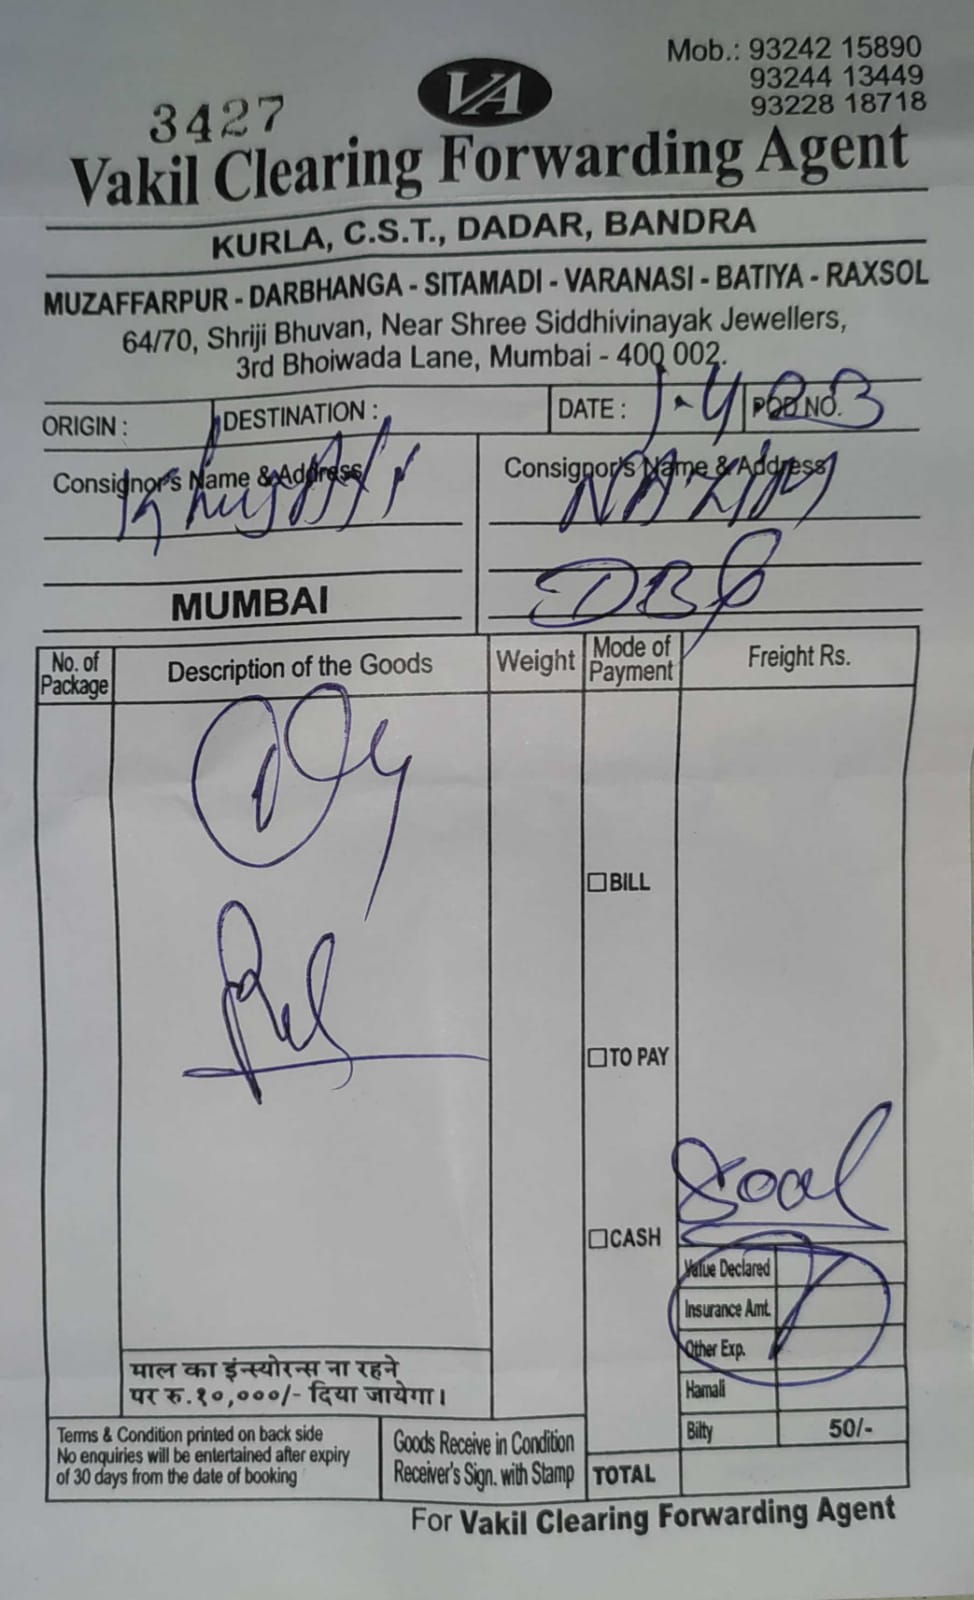 Mob.: 93242 15890
93244 13449
93228 18718
3427
VA
Vakil Clearing Forwarding Agent
KURLA, C.S.T., DADAR, BANDRA
MUZAFFARPUR - DARBHANGA - SITAMADI - VARANASI - BATIYA - RAXSOL
64/70, Shriji Bhuvan, Near Shree Siddhivinayak Jewellers,
3rd Bhoiwada Lane, Mumbai - 400 002.
ORIGIN : DESTINATION : DATE : 1-4 POD NO. 23
Consignor's Name & Address Consignor's Name & Address
NAZIM
DBG
MUMBAI
No. of Package Description of the Goods Weight Mode of Payment Freight Rs.
☐ BILL
☐ TO PAY
☐ CASH
Value Declared
Insurance Amt.
Other Exp.
Hamali
Bilty 50/-
TOTAL
माल का इंन्स्योरन्स ना रहने
पर रु.१०,०००/- दिया जायेगा।
Terms & Condition printed on back side
No enquiries will be entertained after expiry
of 30 days from the date of booking
Goods Receive in Condition
Receiver's Sign. with Stamp
For Vakil Clearing Forwarding Agent